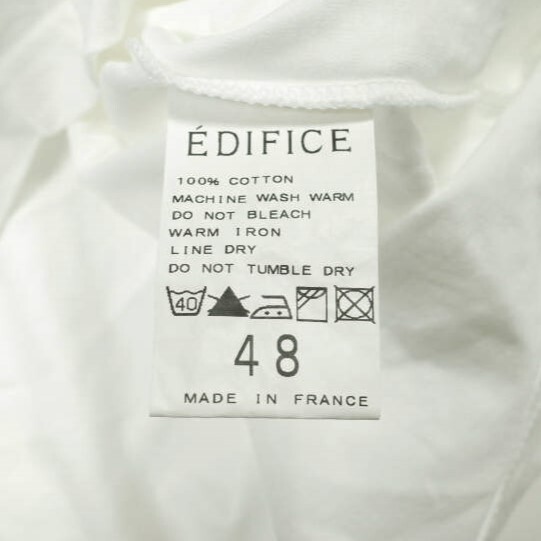 ÉDIFICE
100% COTTON
MACHINE WASH WARM
DO NOT BLEACH
WARM IRON
LINE DRY
DO NOT TUMBLE DRY
40
48
MADE IN FRANCE